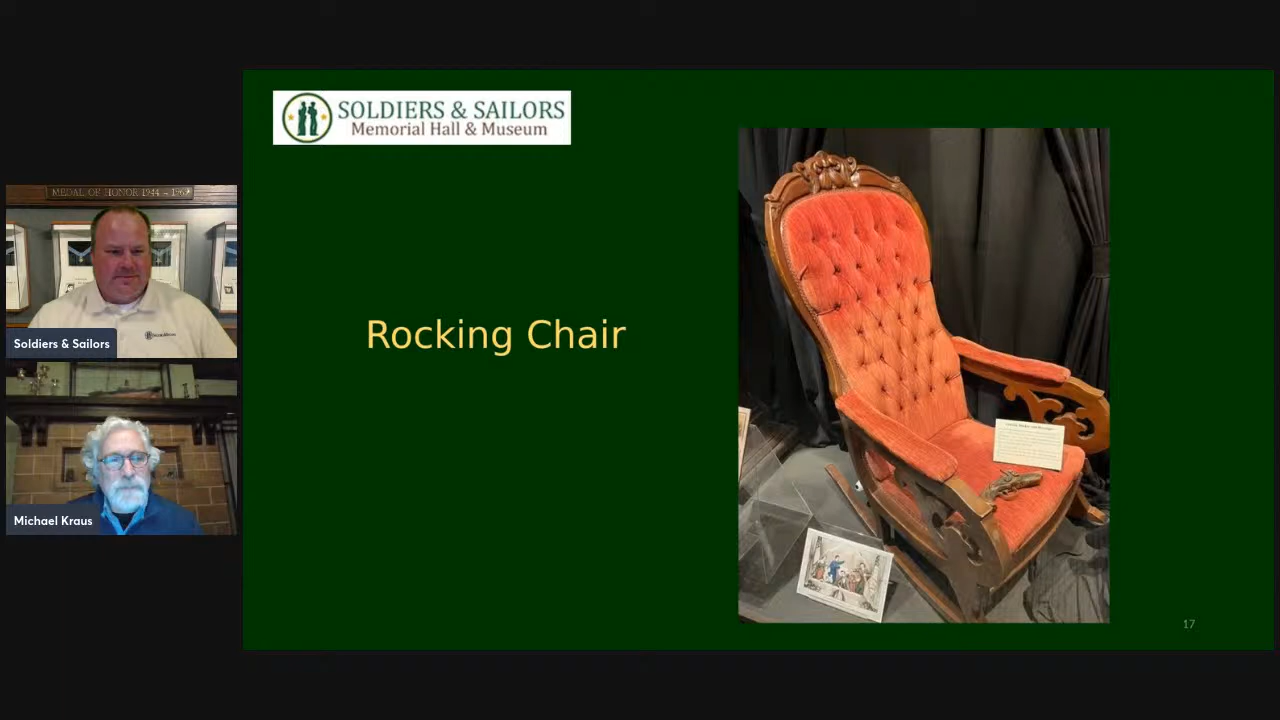 SOLDIERS & SAILORS
Memorial Hall & Museum
MEDAL OF HONOR 1944 - 1969
Soldiers & Sailors
Michael Kraus
Rocking Chair
17